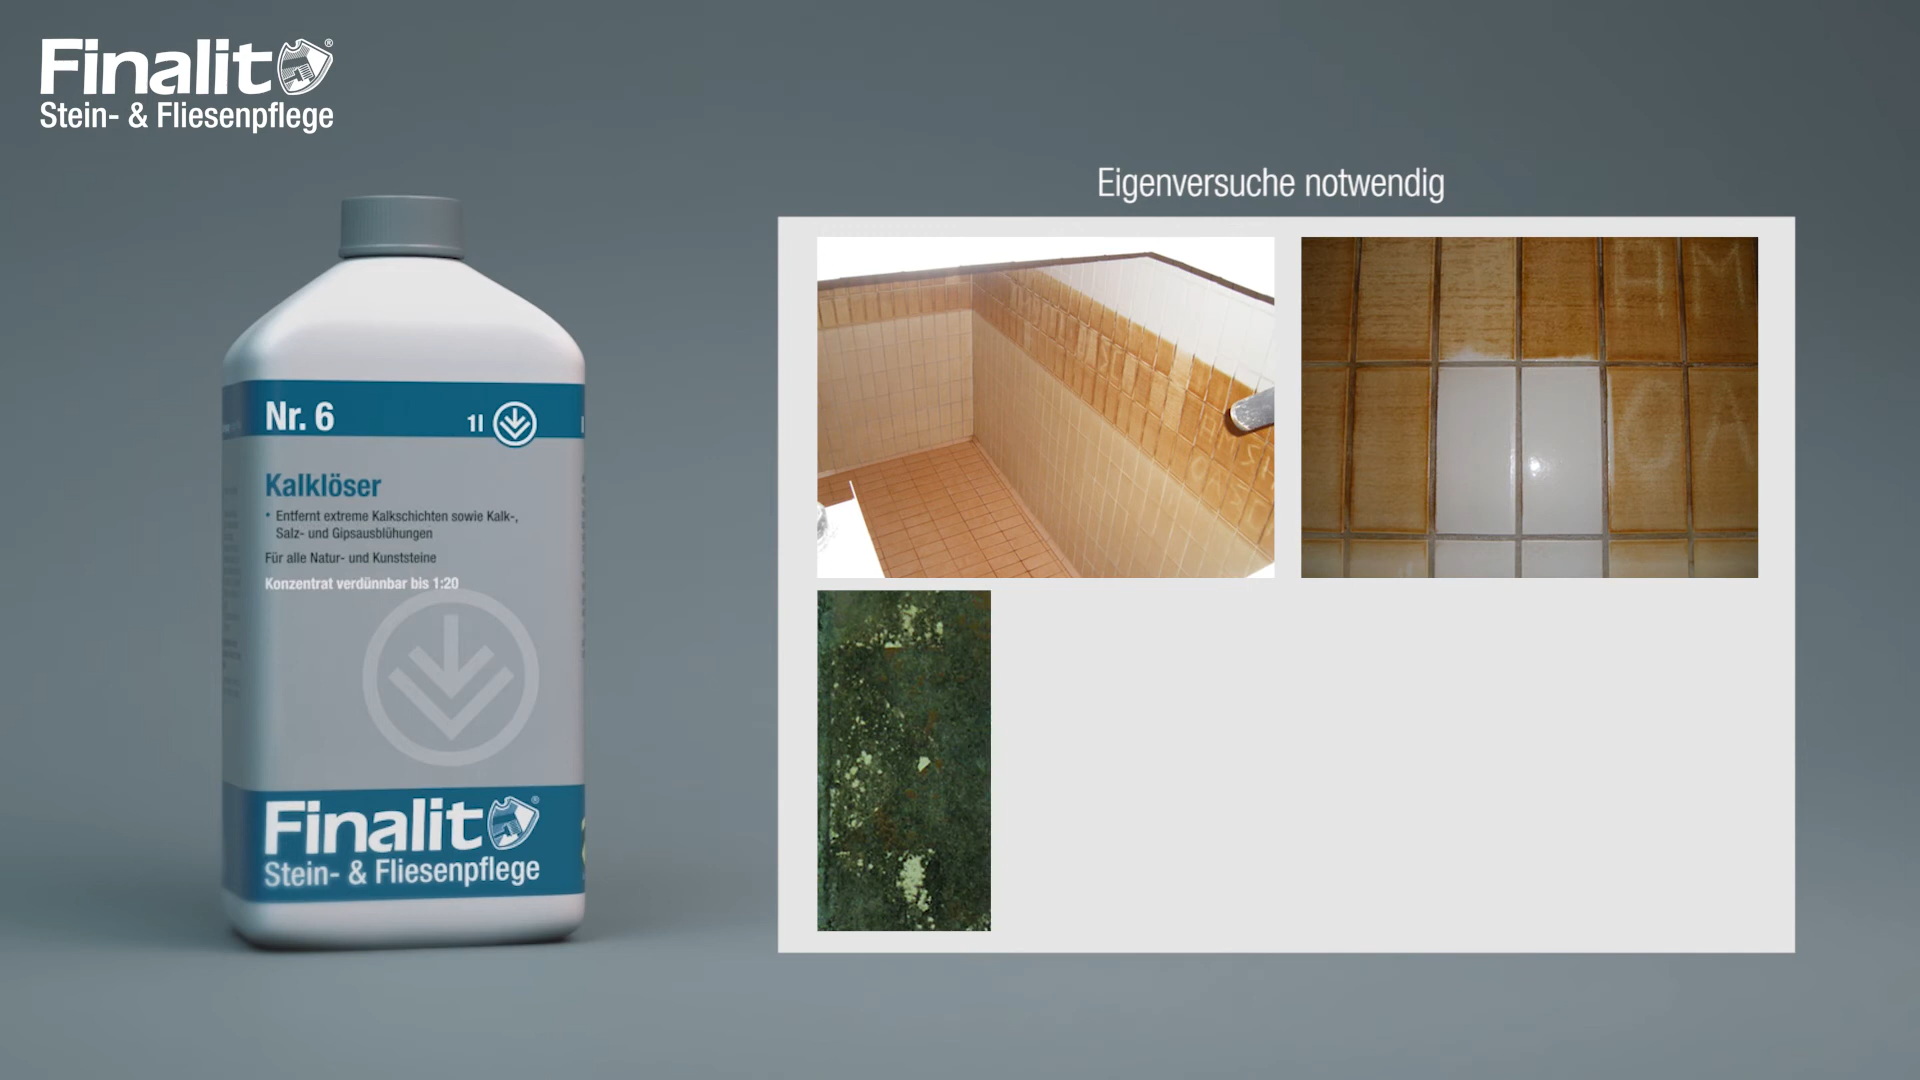 Finalit ®
Stein- & Fliesenpflege
Eigenversuche notwendig
Nr. 6
1l
Kalklöser
• Entfernt extreme Kalkschichten sowie Kalk-,
Salz- und Gipsausblühungen
Für alle Natur- und Kunststeine
Konzentrat verdünnbar bis 1:20
Finalit ®
Stein- & Fliesenpflege